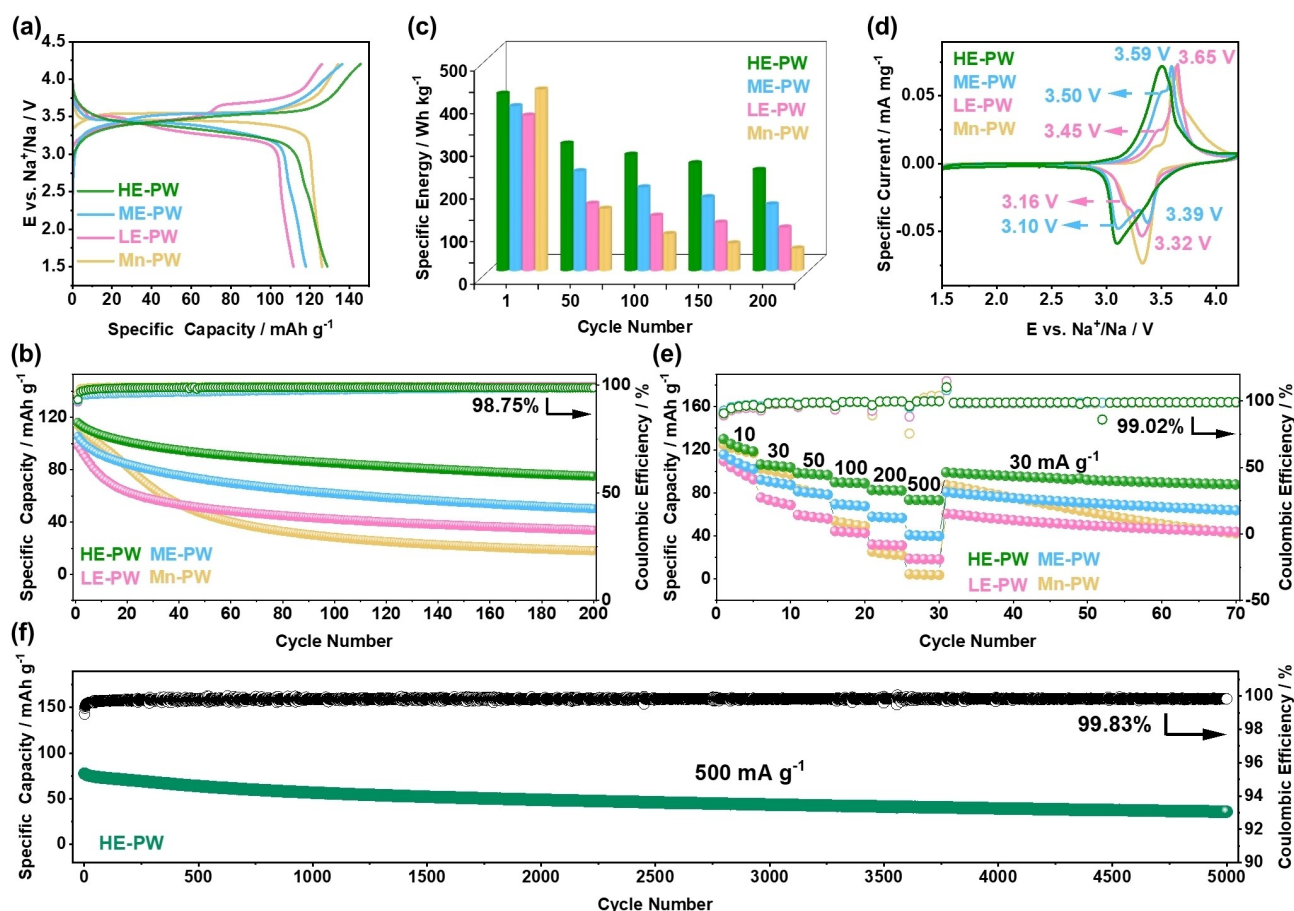 (a)
4.5
4.0
3.5
3.0
2.5
2.0
1.5
E vs. Na⁺/Na / V
HE-PW
ME-PW
LE-PW
Mn-PW
0 20 40 60 80 100 120 140
Specific Capacity / mAh g⁻¹
(c)
500
400
300
200
100
0
Specific Energy / Wh kg⁻¹
HE-PW
ME-PW
LE-PW
Mn-PW
1 50 100 150 200
Cycle Number
(d)
HE-PW
ME-PW
LE-PW
Mn-PW
3.59 V
3.65 V
3.50 V
3.45 V
3.16 V
3.10 V
3.39 V
3.32 V
0.05
0.00
-0.05
Specific Current / mA mg⁻¹
1.5 2.0 2.5 3.0 3.5 4.0
E vs. Na⁺/Na / V
(b)
120
80
40
0
Specific Capacity / mAh g⁻¹
98.75%
100
50
0
Coulombic Efficiency / %
HE-PW ME-PW
LE-PW Mn-PW
0 20 40 60 80 100 120 140 160 180 200
Cycle Number
(e)
160
120
80
40
0
Specific Capacity / mAh g⁻¹
10
30
50
100
200
500
30 mA g⁻¹
99.02%
100
50
0
-50
Coulombic Efficiency / %
HE-PW ME-PW
LE-PW Mn-PW
0 10 20 30 40 50 60 70
Cycle Number
(f)
150
100
50
0
Specific Capacity / mAh g⁻¹
99.83%
500 mA g⁻¹
HE-PW
100
98
96
94
92
90
Coulombic Efficiency / %
0 500 1000 1500 2000 2500 3000 3500 4000 4500 5000
Cycle Number